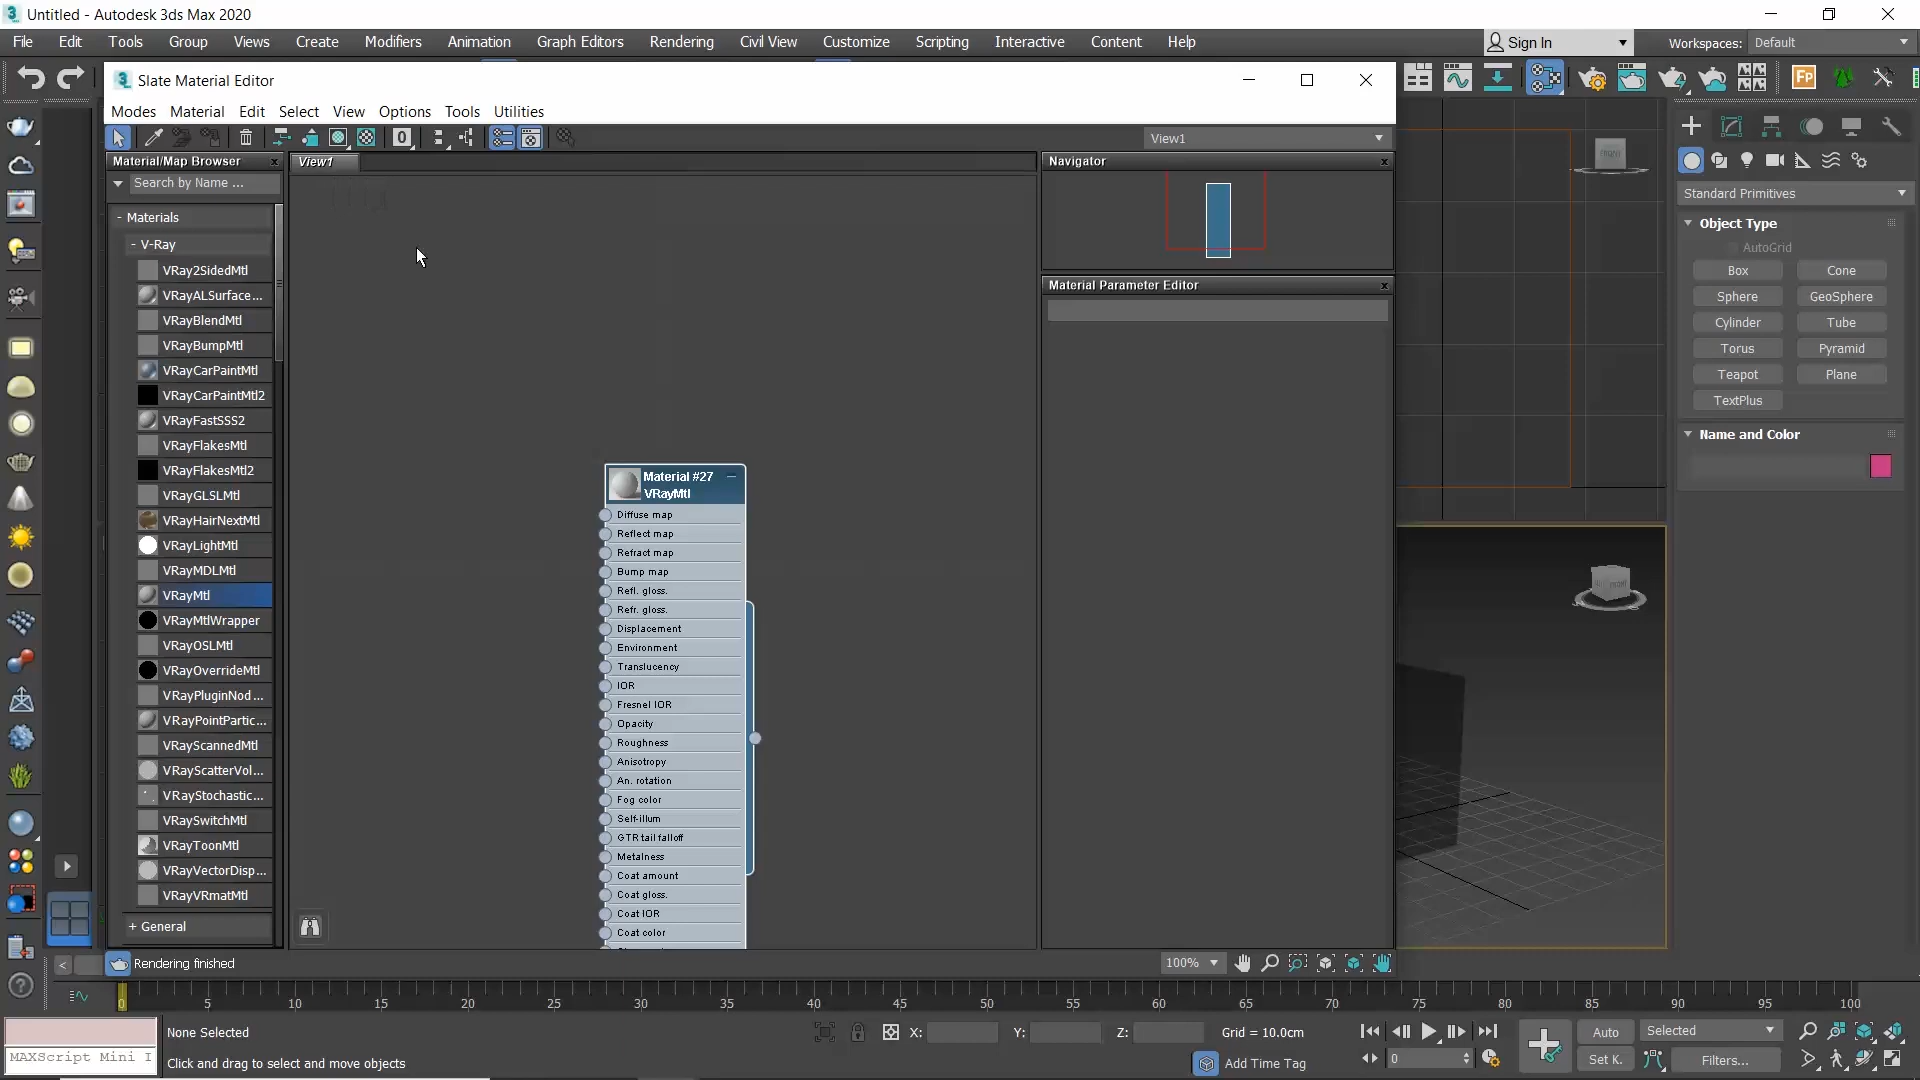 Untitled - Autodesk 3ds Max 2020
File Edit Tools Group Views Create Modifiers Animation Graph Editors Rendering Civil View Customize Scripting Interactive Content Help
Sign In
Workspaces: Default
Slate Material Editor
Modes Material Edit Select View Options Tools Utilities
View1
Material/Map Browser
View1
Navigator
Search by Name ...
- Materials
- V-Ray
VRay2SidedMtl
VRayALSurface...
VRayBlendMtl
VRayBumpMtl
VRayCarPaintMtl
VRayCarPaintMtl2
VRayFastSSS2
VRayFlakesMtl
VRayFlakesMtl2
VRayGLSLMtl
VRayHairNextMtl
VRayLightMtl
VRayMDLMtl
VRayMtl
VRayMtlWrapper
VRayOSLMtl
VRayOverrideMtl
VRayPluginNod...
VRayPointPartic...
VRayScannedMtl
VRayScatterVol...
VRayStochastic...
VRaySwitchMtl
VRayToonMtl
VRayVectorDisp...
VRayVRmatMtl
+ General
Material #27
VRayMtl
Diffuse map
Reflect map
Refract map
Bump map
Refl. gloss.
Refr. gloss.
Displacement
Environment
Translucency
IOR
Fresnel IOR
Opacity
Roughness
Anisotropy
An. rotation
Fog color
Self-illum
GTR tail falloff
Metalness
Coat amount
Coat gloss.
Coat IOR
Coat color
Material Parameter Editor
FRONT
Standard Primitives
Object Type
AutoGrid
Box Cone
Sphere GeoSphere
Cylinder Tube
Torus Pyramid
Teapot Plane
TextPlus
Name and Color
Rendering finished
100%
0 5 10 15 20 25 30 35 40 45 50 55 60 65 70 75 80 85 90 95 100
None Selected
X: Y: Z: Grid = 10.0cm
Auto Selected
MAXScript Mini I
Click and drag to select and move objects
Add Time Tag
0
Set K. Filters...